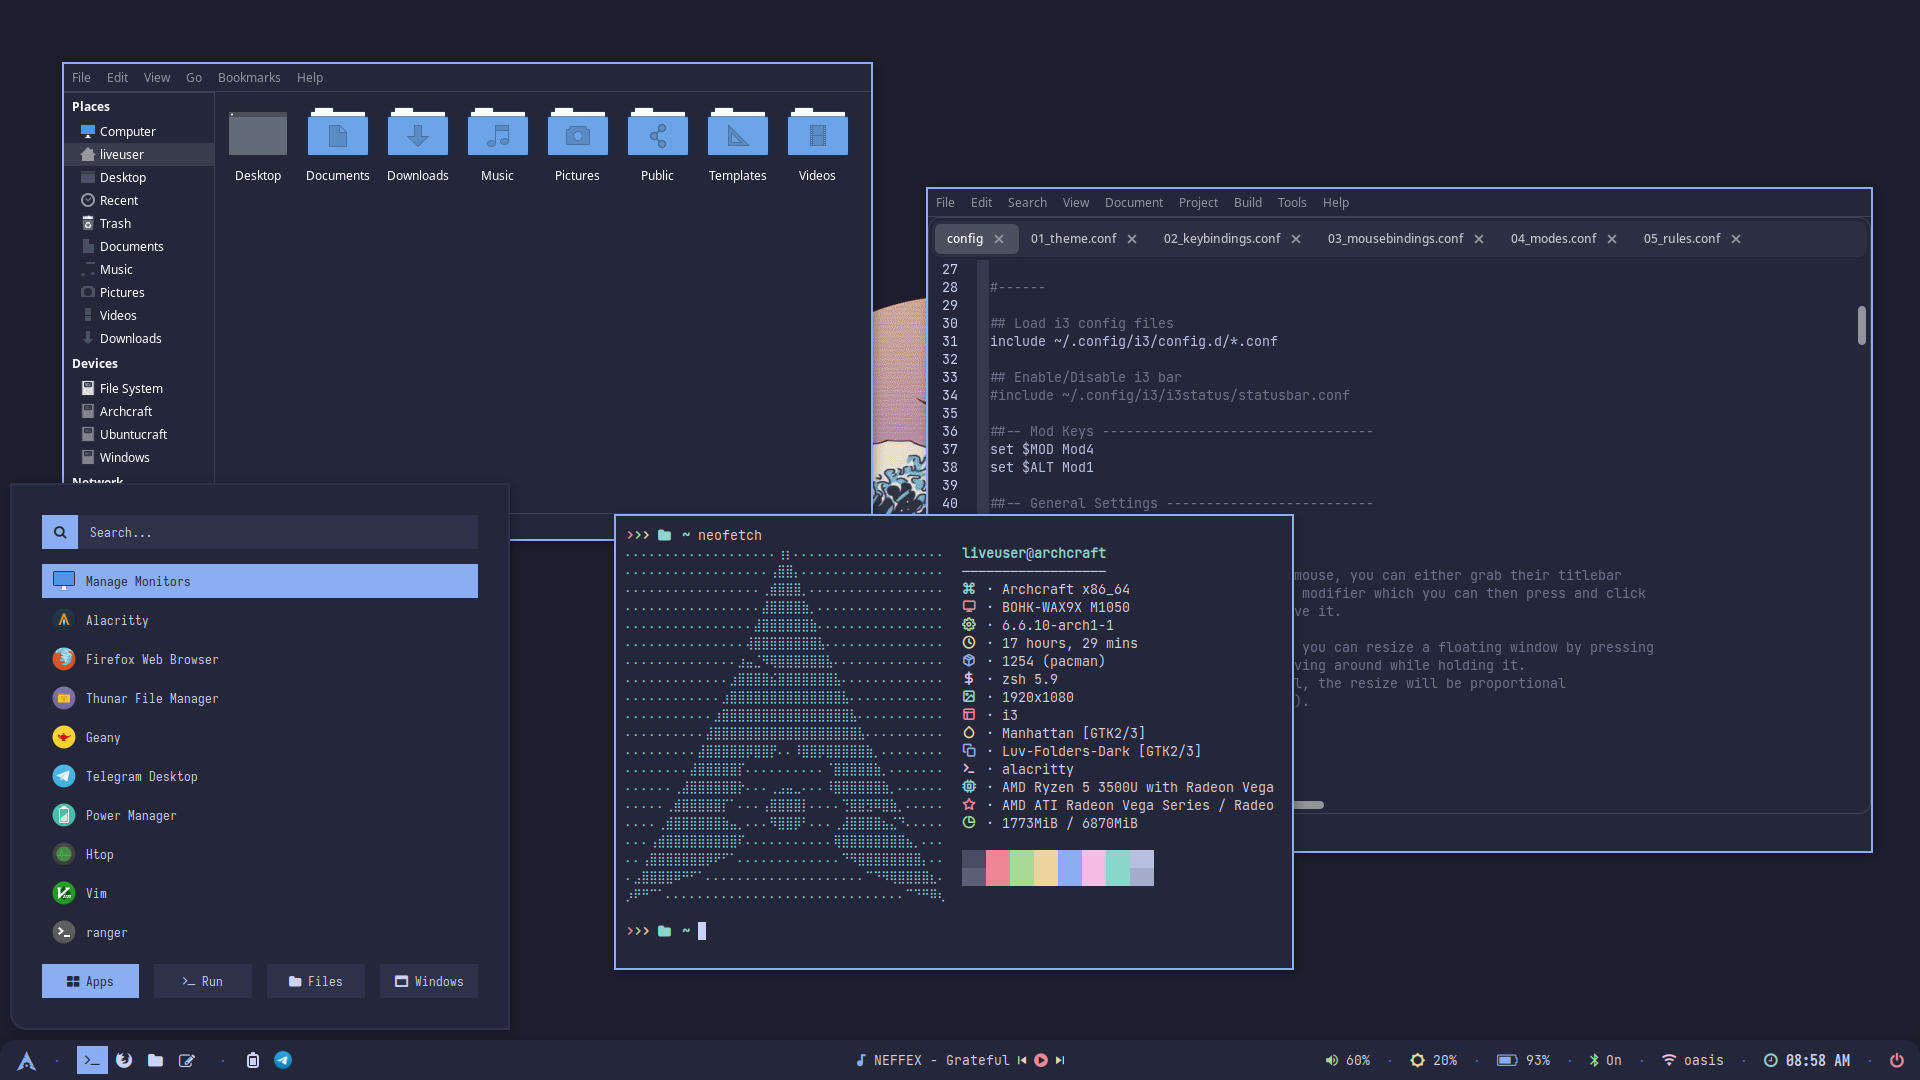 File Edit View Go Bookmarks Help
Places
Computer
liveuser
Desktop
Recent
Trash
Documents
Music
Pictures
Videos
Downloads
Devices
File System
Archcraft
Ubuntucraft
Windows
Network
Desktop Documents Downloads Music Pictures Public Templates Videos
File Edit Search View Document Project Build Tools Help
config 01_theme.conf 02_keybindings.conf 03_mousebindings.conf 04_modes.conf 05_rules.conf
27
28 #------
29
30 ## Load i3 config files
31 include ~/.config/i3/config.d/*.conf
32
33 ## Enable/Disable i3 bar
34 #include ~/.config/i3/i3status/statusbar.conf
35
36 ##-- Mod Keys ----------------------------------
37 set $MOD Mod4
38 set $ALT Mod1
39
40 ##-- General Settings --------------------------
mouse, you can either grab their titlebar
modifier which you can then press and click
ve it.
you can resize a floating window by pressing
ving around while holding it.
l, the resize will be proportional
).
Search...
Manage Monitors
Alacritty
Firefox Web Browser
Thunar File Manager
Geany
Telegram Desktop
Power Manager
Htop
Vim
ranger
Apps Run Files Windows
>>> ~ neofetch
liveuser@archcraft
Archcraft x86_64
BOHK-WAX9X M1050
6.6.10-arch1-1
17 hours, 29 mins
1254 (pacman)
zsh 5.9
1920x1080
i3
Manhattan [GTK2/3]
Luv-Folders-Dark [GTK2/3]
alacritty
AMD Ryzen 5 3500U with Radeon Vega
AMD ATI Radeon Vega Series / Radeo
1773MiB / 6870MiB
>>> ~
NEFFEX - Grateful
60% 20% 93% On oasis 08:58 AM